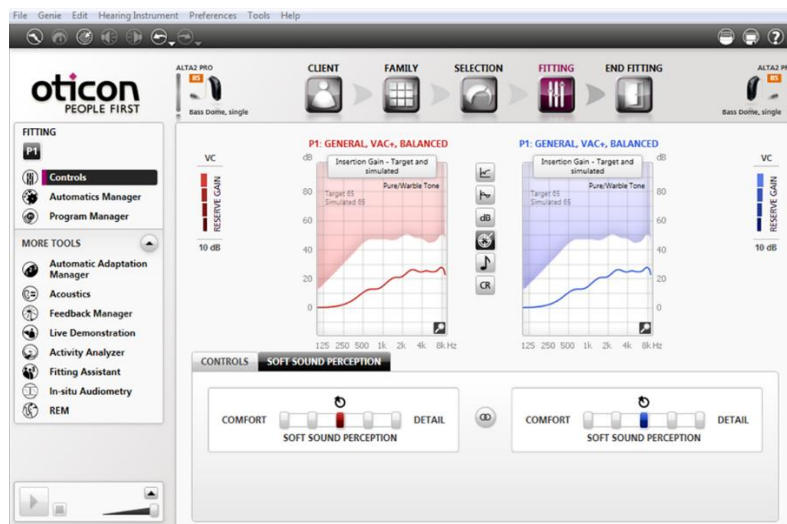 File Genie Edit Hearing Instrument Preferences Tools Help
oticon
PEOPLE FIRST
ALTA2 PRO
85
Bass Dome, single
CLIENT
FAMILY
SELECTION
FITTING
END FITTING
ALTA2 PR
85
Bass Dome, single
FITTING
P1
Controls
Automatics Manager
Program Manager
MORE TOOLS
Automatic Adaptation
Manager
Acoustics
Feedback Manager
Live Demonstration
Activity Analyzer
Fitting Assistant
In-situ Audiometry
REM
VC
RESERVE GAIN
10 dB
P1: GENERAL, VAC+, BALANCED
dB
Insertion Gain - Target and
simulated
Pure/Warble Tone
Target 65
Simulated 65
80
60
40
20
0
125 250 500 1k 2k 4k 8k Hz
dB
CR
P1: GENERAL, VAC+, BALANCED
dB
Insertion Gain - Target and
simulated
Pure/Warble Tone
Target 65
Simulated 65
80
60
40
20
0
125 250 500 1k 2k 4k 8k Hz
VC
RESERVE GAIN
10 dB
CONTROLS
SOFT SOUND PERCEPTION
COMFORT
DETAIL
SOFT SOUND PERCEPTION
COMFORT
DETAIL
SOFT SOUND PERCEPTION